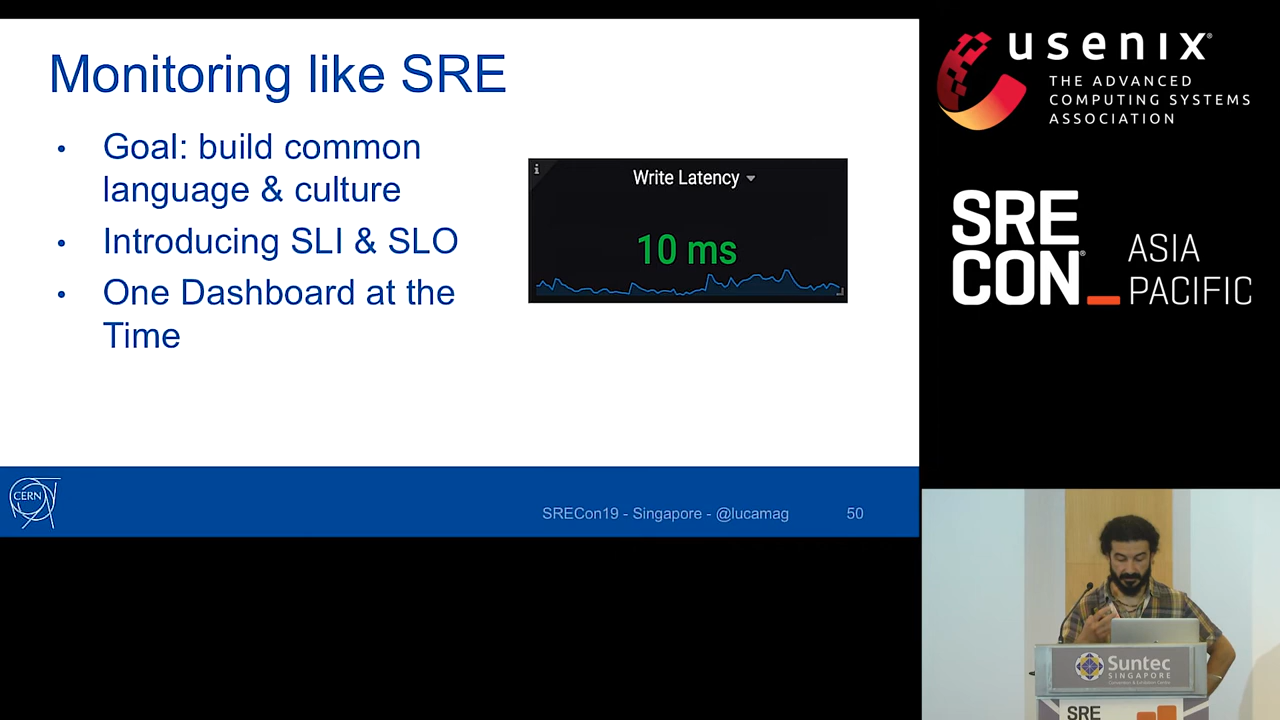 Monitoring like SRE
• Goal: build common
language & culture
• Introducing SLI & SLO
• One Dashboard at the
Time
i
Write Latency
10 ms
CERN
SRECon19 - Singapore - @lucamag
50
usenix®
THE ADVANCED
COMPUTING SYSTEMS
ASSOCIATION
SRE
CON®
ASIA
PACIFIC
Suntec
SINGAPORE
SRE